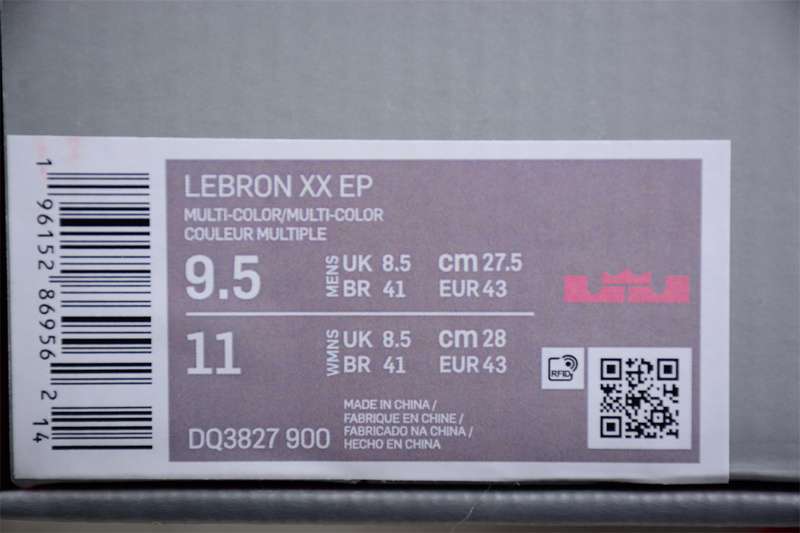 LEBRON XX EP
MULTI-COLOR/MULTI-COLOR
COULEUR MULTIPLE
9.5 MENS UK 8.5 cm 27.5
BR 41 EUR 43
11 WMNS UK 8.5 cm 28
BR 41 EUR 43
RFID
DQ3827 900
MADE IN CHINA /
FABRIQUE EN CHINE /
FABRICADO NA CHINA /
HECHO EN CHINA
1 96152 86956 2 14